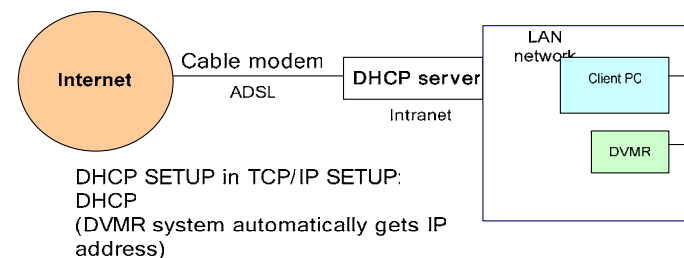 LAN
network
Cable modem
Internet
DHCP server
Client PC
ADSL
Intranet
DVMR
DHCP SETUP in TCP/IP SETUP:
DHCP
(DVMR system automatically gets IP
address)